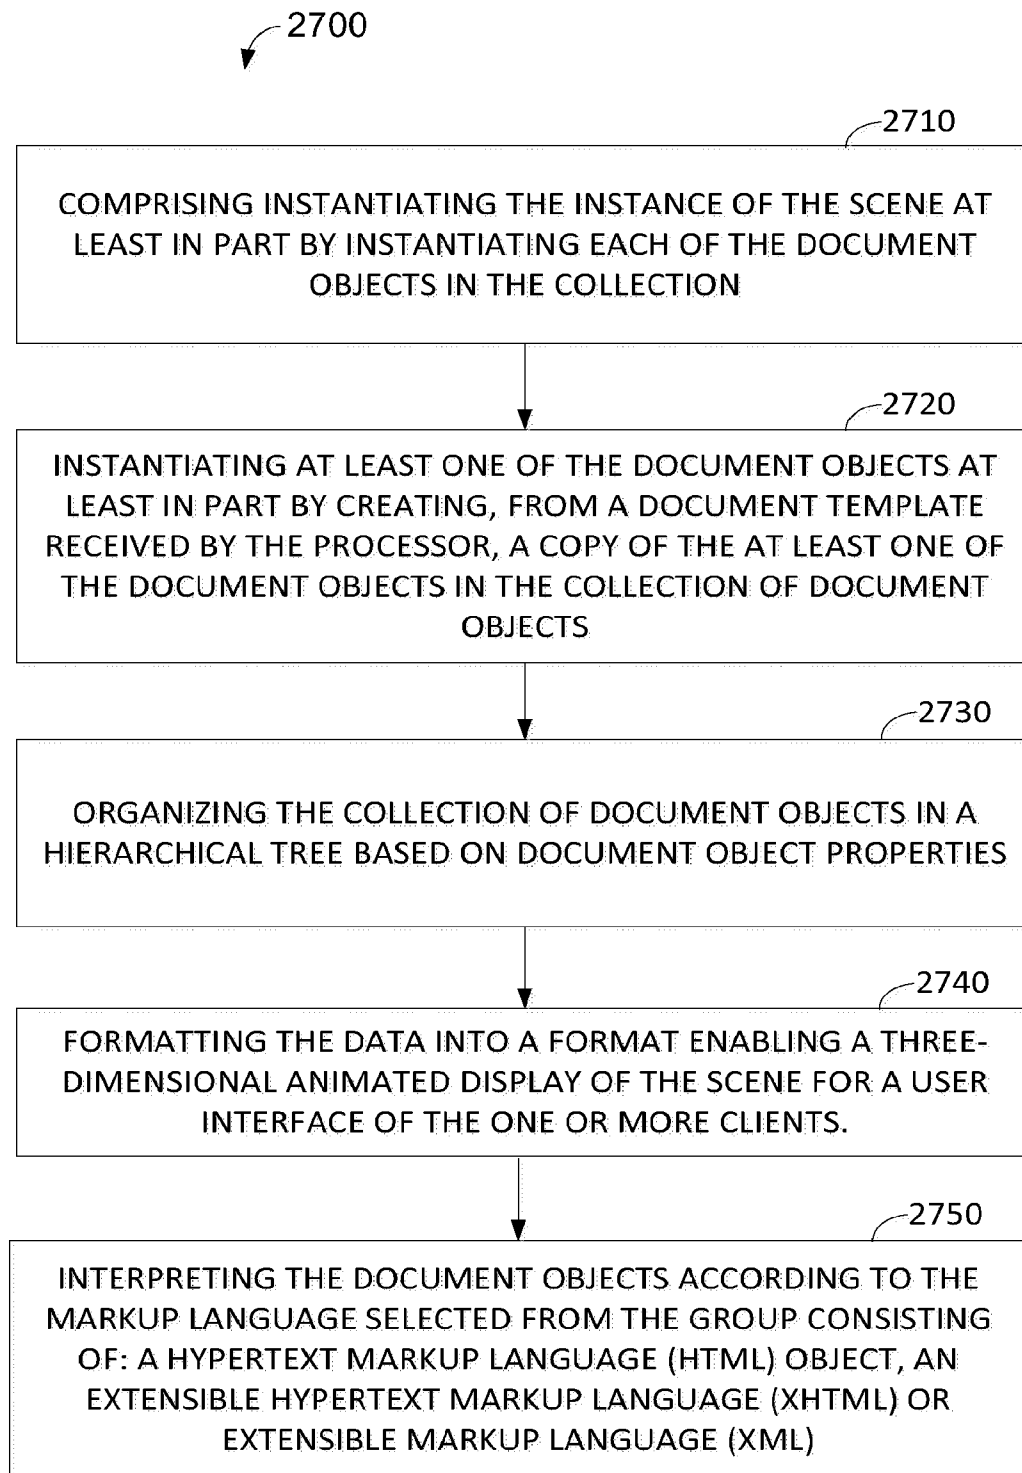 2700
2710
COMPRISING INSTANTIATING THE INSTANCE OF THE SCENE AT
LEAST IN PART BY INSTANTIATING EACH OF THE DOCUMENT
OBJECTS IN THE COLLECTION
2720
INSTANTIATING AT LEAST ONE OF THE DOCUMENT OBJECTS AT
LEAST IN PART BY CREATING, FROM A DOCUMENT TEMPLATE
RECEIVED BY THE PROCESSOR, A COPY OF THE AT LEAST ONE OF
THE DOCUMENT OBJECTS IN THE COLLECTION OF DOCUMENT
OBJECTS
2730
ORGANIZING THE COLLECTION OF DOCUMENT OBJECTS IN A
HIERARCHICAL TREE BASED ON DOCUMENT OBJECT PROPERTIES
2740
FORMATTING THE DATA INTO A FORMAT ENABLING A THREE-
DIMENSIONAL ANIMATED DISPLAY OF THE SCENE FOR A USER
INTERFACE OF THE ONE OR MORE CLIENTS.
2750
INTERPRETING THE DOCUMENT OBJECTS ACCORDING TO THE
MARKUP LANGUAGE SELECTED FROM THE GROUP CONSISTING
OF: A HYPERTEXT MARKUP LANGUAGE (HTML) OBJECT, AN
EXTENSIBLE HYPERTEXT MARKUP LANGUAGE (XHTML) OR
EXTENSIBLE MARKUP LANGUAGE (XML)